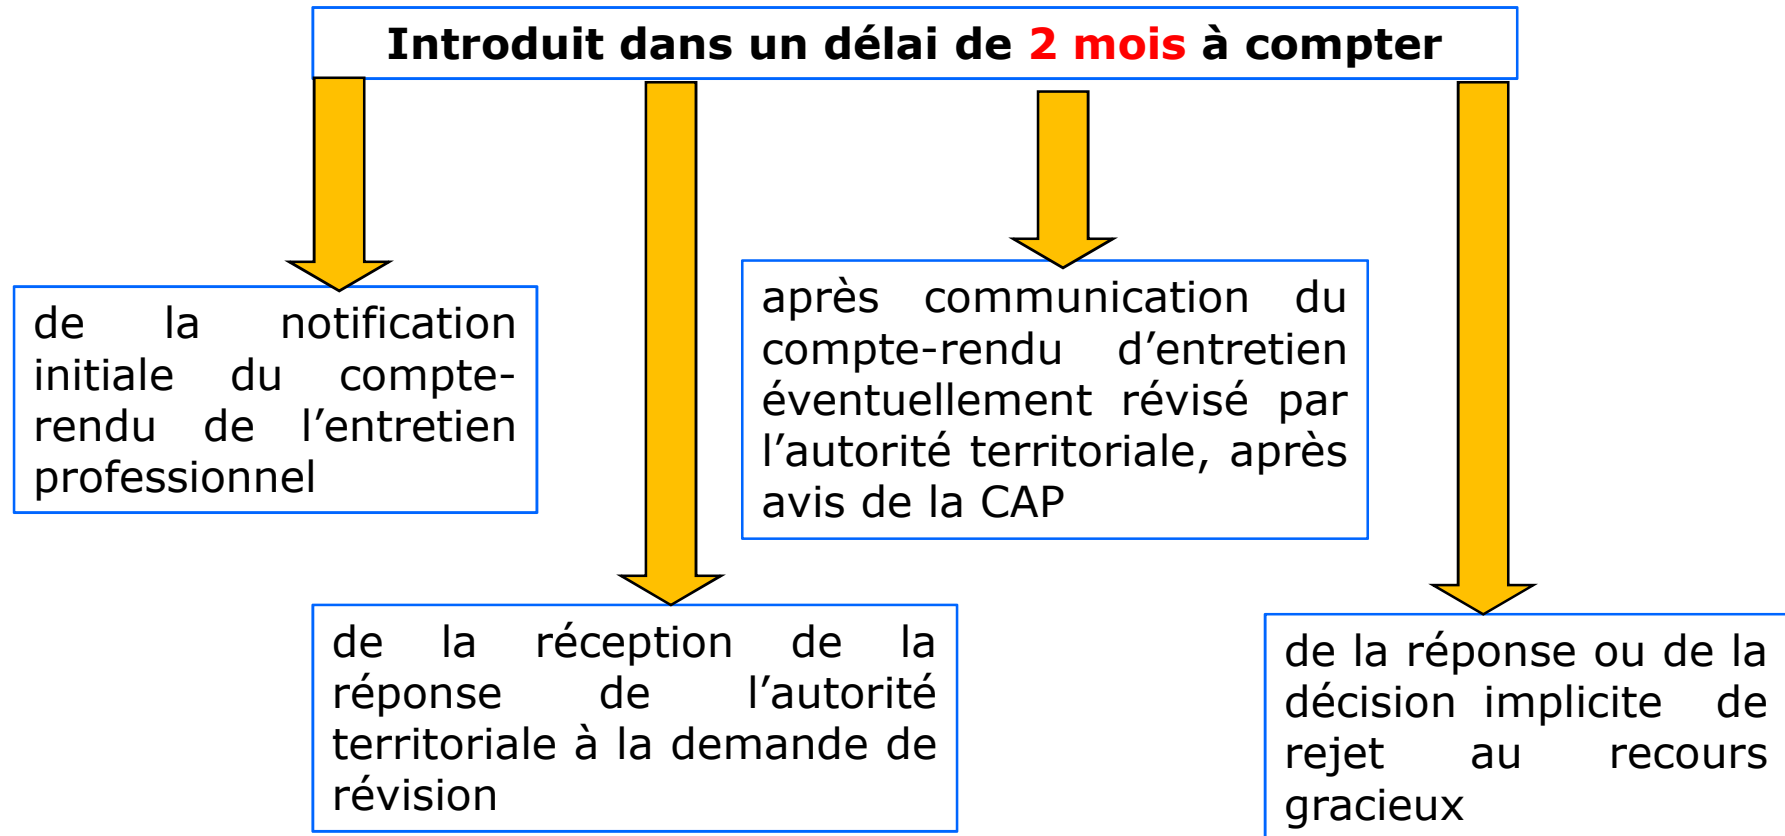 Introduit dans un délai de 2 mois à compter
de la notification
initiale du compte-
rendu de l’entretien
professionnel
de la réception de la
réponse de l’autorité
territoriale à la demande de
révision
après communication du
compte-rendu d’entretien
éventuellement révisé par
l’autorité territoriale, après
avis de la CAP
de la réponse ou de la
décision implicite de
rejet au recours
gracieux